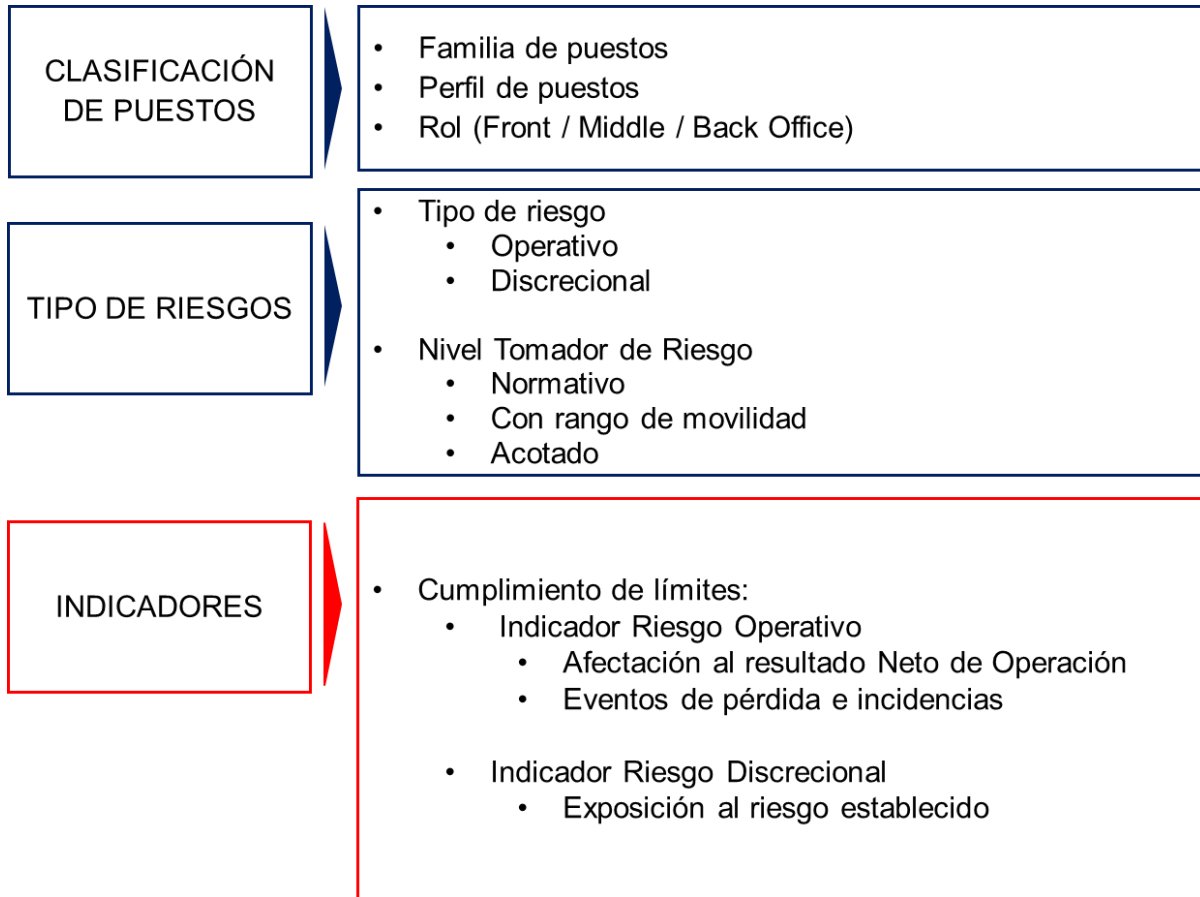 CLASIFICACIÓN
DE PUESTOS
• Familia de puestos
• Perfil de puestos
• Rol (Front / Middle / Back Office)
TIPO DE RIESGOS
• Tipo de riesgo
• Operativo
• Discrecional
• Nivel Tomador de Riesgo
• Normativo
• Con rango de movilidad
• Acotado
INDICADORES
• Cumplimiento de límites:
• Indicador Riesgo Operativo
• Afectación al resultado Neto de Operación
• Eventos de pérdida e incidencias
• Indicador Riesgo Discrecional
• Exposición al riesgo establecido